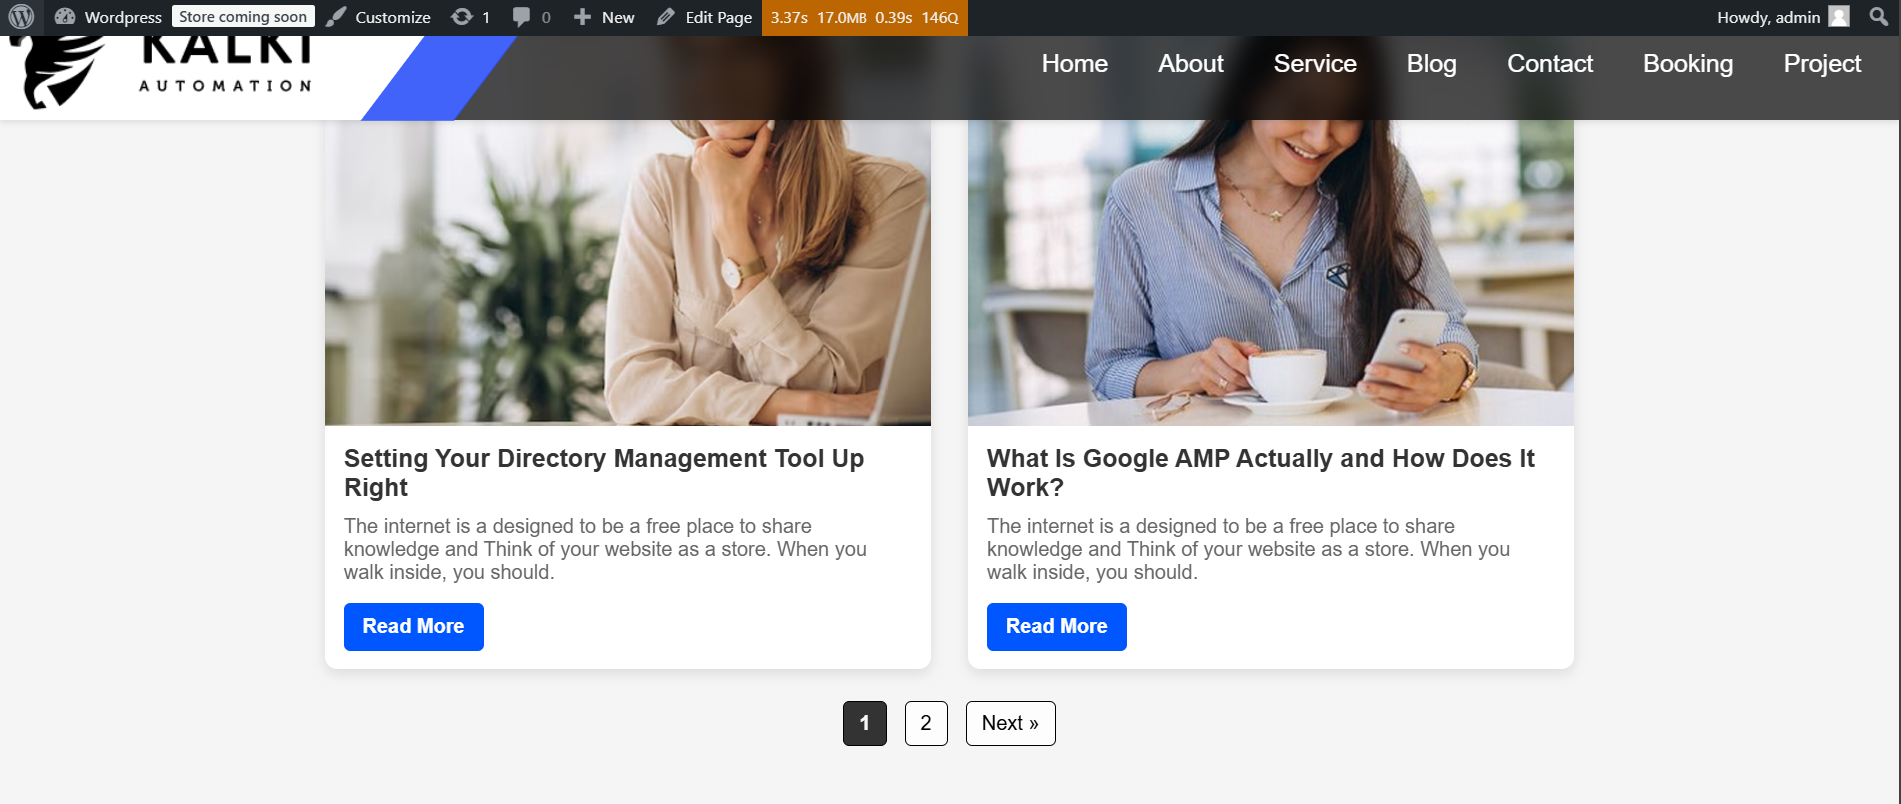 Wordpress Store coming soon Customize 1 0 New Edit Page 3.37s 17.0MB 0.39s 146Q Howdy, admin
KALKI
AUTOMATION
Home About Service Blog Contact Booking Project
Setting Your Directory Management Tool Up
Right
The internet is a designed to be a free place to share
knowledge and Think of your website as a store. When you
walk inside, you should.
Read More
What Is Google AMP Actually and How Does It
Work?
The internet is a designed to be a free place to share
knowledge and Think of your website as a store. When you
walk inside, you should.
Read More
1 2 Next »